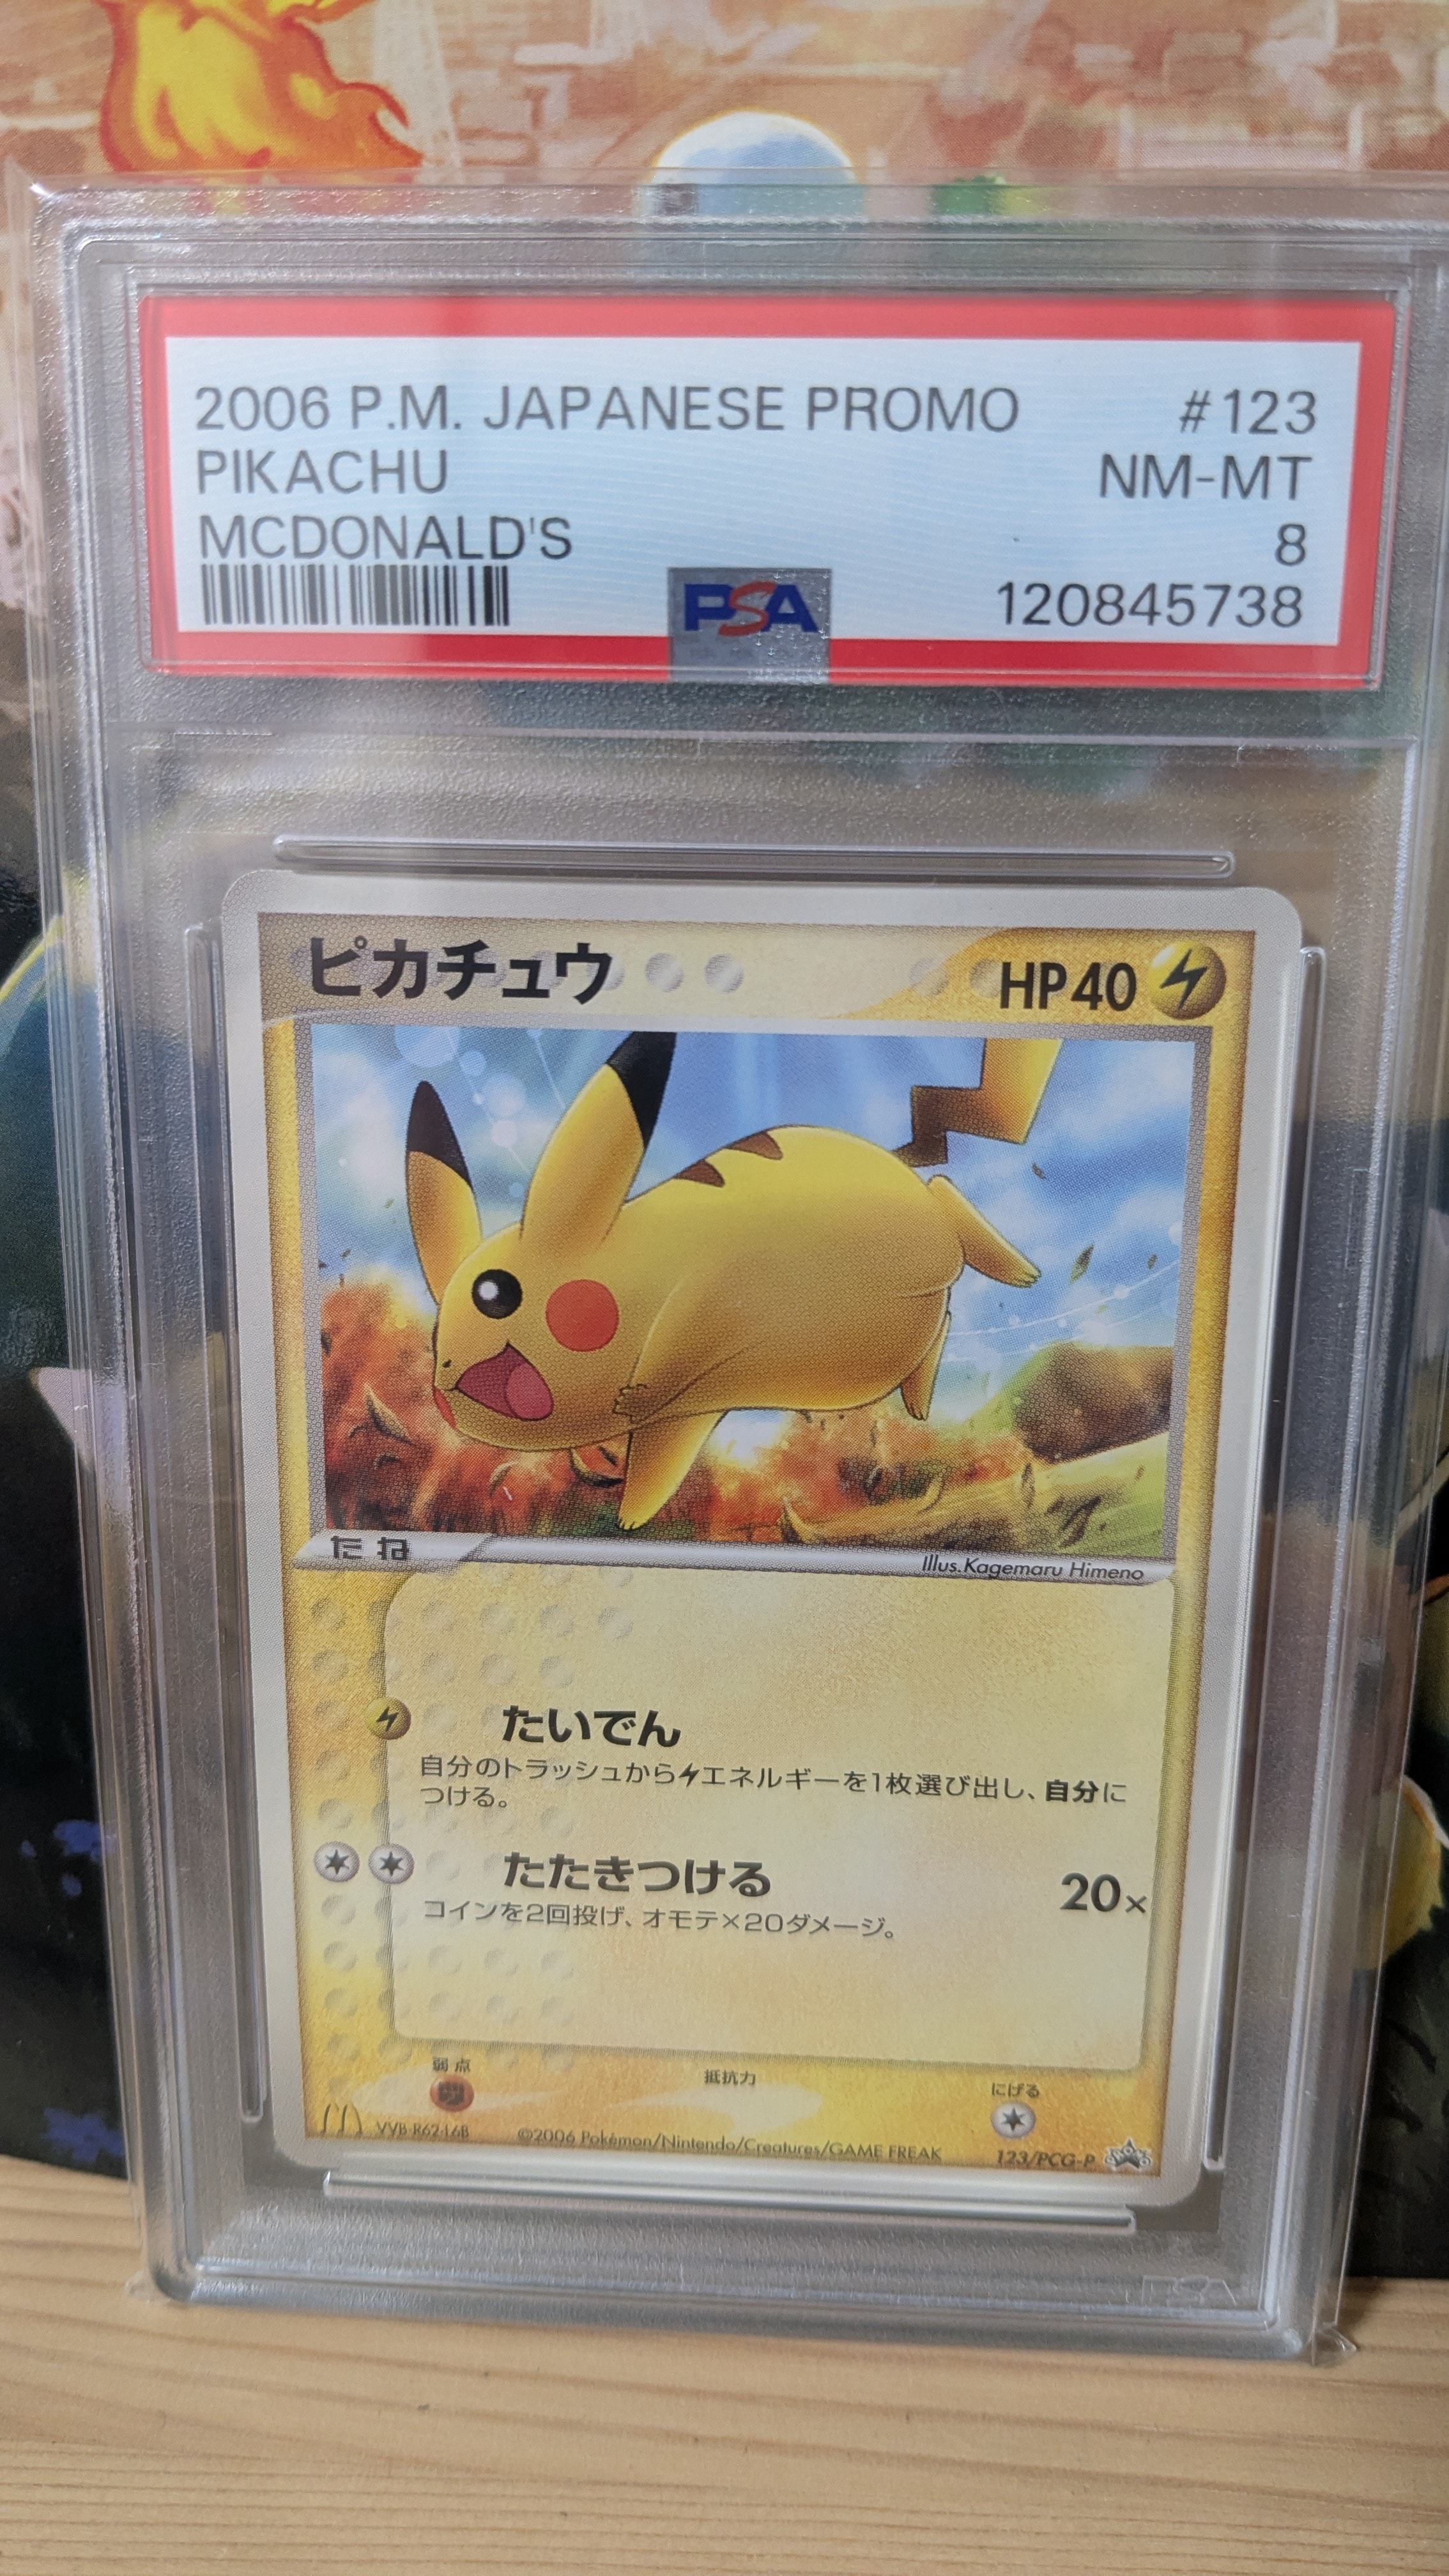 2006 P.M. JAPANESE PROMO #123
PIKACHU NM-MT
MCDONALD'S 8
PSA 120845738
ピカチュウ HP40
たね Illus.Kagemaru Himeno
たいでん
自分のトラッシュからエネルギーを1枚選び出し、自分に
つける。
たたきつける 20×
コインを2回投げ、オモテ×20ダメージ。
弱点 抵抗力 にげる
©2006 Pokémon/Nintendo/Creatures/GAME FREAK 123/PCG-P
PSA